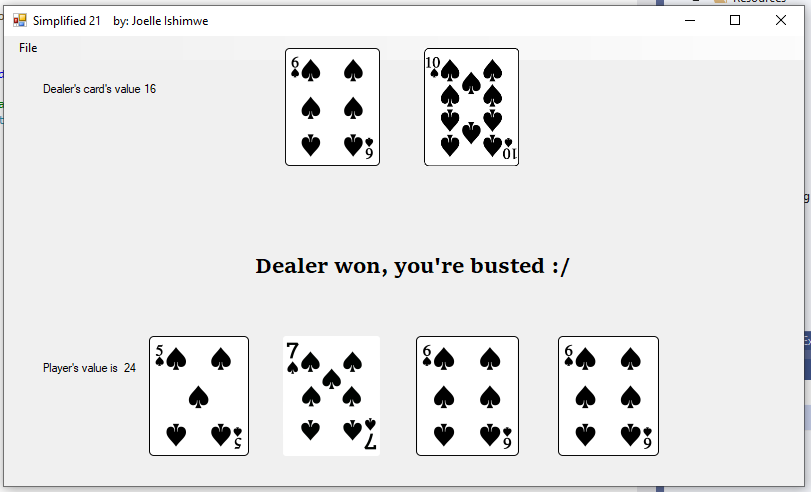 Resources
Simplified 21 by: Joelle Ishimwe
File
6 10
Dealer's card's value 16
6 10
Dealer won, you're busted :/
5 7 6 6
Player's value is 24
5 7 6 6